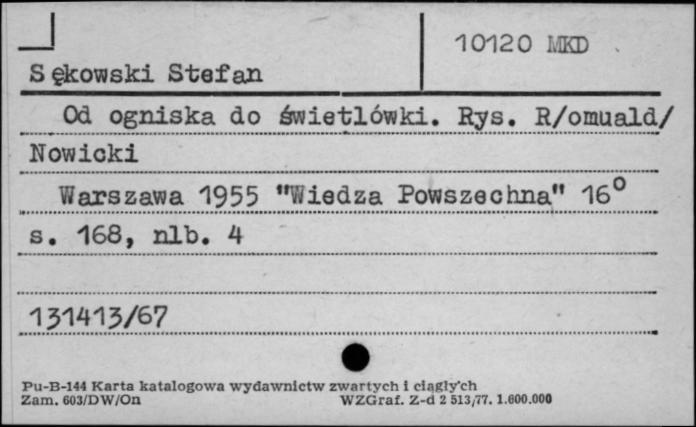 10120 MKD
Sękowski Stefan
Od ogniska do świetlówki. Rys. R/omuald/
Nowicki
Warszawa 1955 "Wiedza Powszechna" 16°
s. 168, nlb. 4
131413/67
Pu-B-144 Karta katalogowa wydawnictw zwartych i ciągłych
Zam. 603/DW/On WZGraf. Z-d 2 513/77. 1.600.000